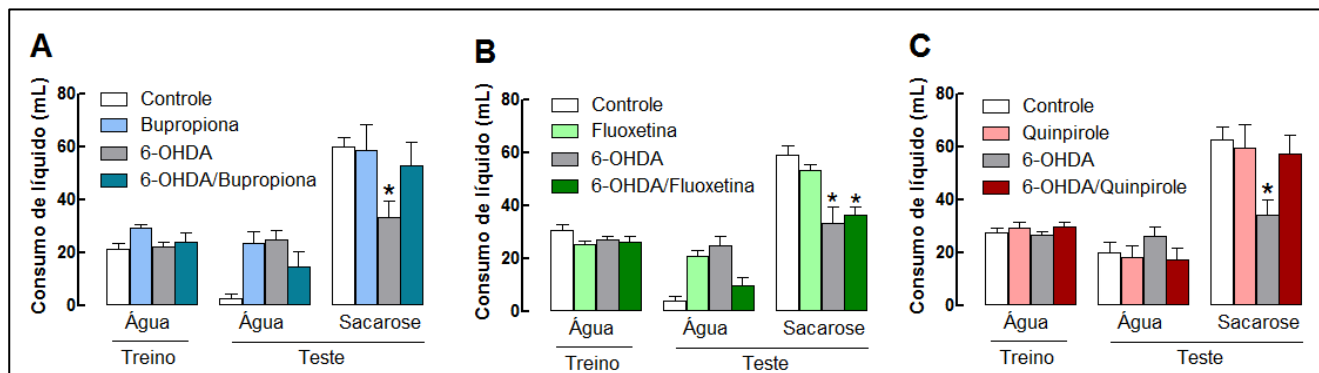 A
Consumo de líquido (mL)
80
60
40
20
0
Controle
Bupropiona
6-OHDA
6-OHDA/Bupropiona
*
Água
Água
Sacarose
Treino
Teste
B
Consumo de líquido (mL)
80
60
40
20
0
Controle
Fluoxetina
6-OHDA
6-OHDA/Fluoxetina
* *
Água
Água
Sacarose
Treino
Teste
C
Consumo de líquido (mL)
80
60
40
20
0
Controle
Quinpirole
6-OHDA
6-OHDA/Quinpirole
*
Água
Água
Sacarose
Treino
Teste